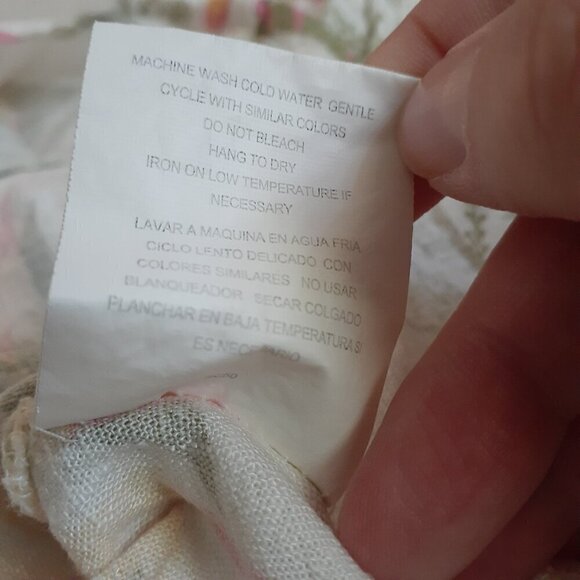 MACHINE WASH COLD WATER GENTLE
CYCLE WITH SIMILAR COLORS
DO NOT BLEACH
HANG TO DRY
IRON ON LOW TEMPERATURE IF
NECESSARY
LAVAR A MAQUINA EN AGUA FRIA
CICLO LENTO DELICADO CON
COLORES SIMILARES NO USAR
BLANQUEADOR SECAR COLGADO
PLANCHAR EN BAJA TEMPERATURA SI
ES NECESARIO